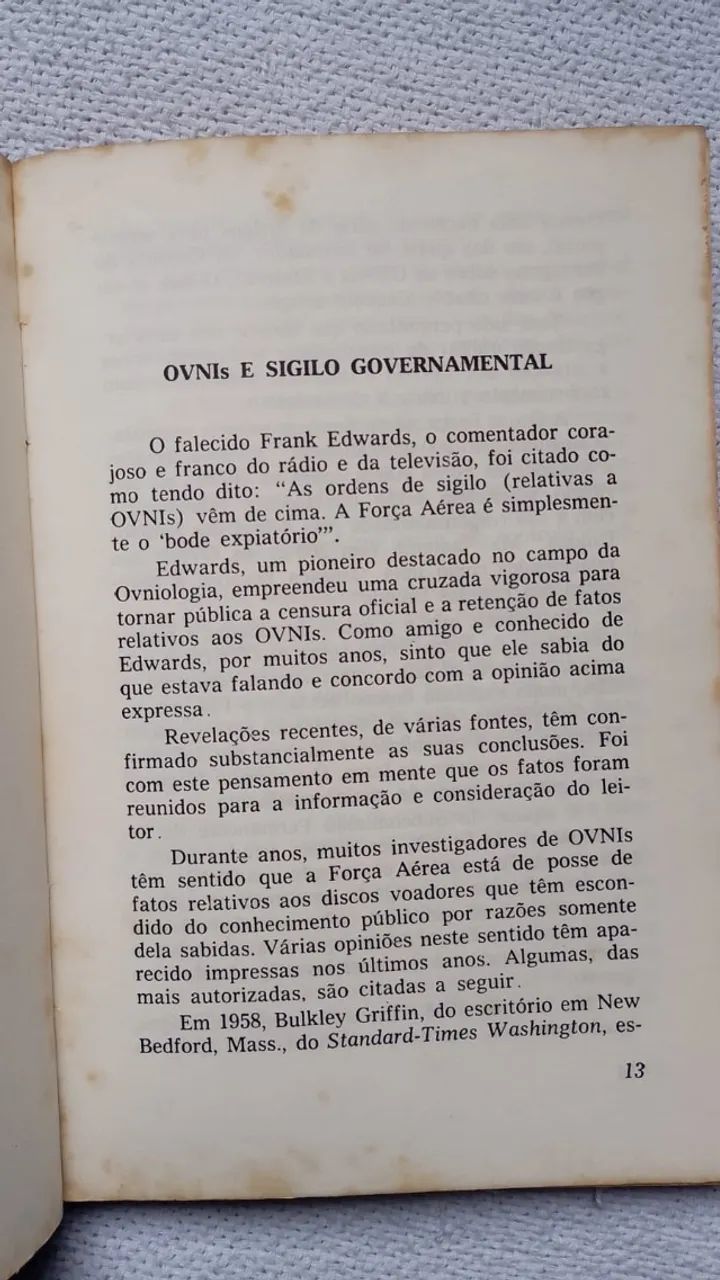 OVNIs E SIGILO GOVERNAMENTAL
O falecido Frank Edwards, o comentador cora-
joso e franco do rádio e da televisão, foi citado co-
mo tendo dito: “As ordens de sigilo (relativas a
OVNIs) vêm de cima. A Força Aérea é simplesmen-
te o ‘bode expiatório’”.
Edwards, um pioneiro destacado no campo da
Ovniologia, empreendeu uma cruzada vigorosa para
tornar pública a censura oficial e a retenção de fatos
relativos aos OVNIs. Como amigo e conhecido de
Edwards, por muitos anos, sinto que ele sabia do
que estava falando e concordo com a opinião acima
expressa.
Revelações recentes, de várias fontes, têm con-
firmado substancialmente as suas conclusões. Foi
com este pensamento em mente que os fatos foram
reunidos para a informação e consideração do lei-
tor.
Durante anos, muitos investigadores de OVNIs
têm sentido que a Força Aérea está de posse de
fatos relativos aos discos voadores que têm escon-
dido do conhecimento público por razões somente
dela sabidas. Várias opiniões neste sentido têm apa-
recido impressas nos últimos anos. Algumas, das
mais autorizadas, são citadas a seguir.
Em 1958, Bulkley Griffin, do escritório em New
Bedford, Mass., do Standard-Times Washington, es-
13